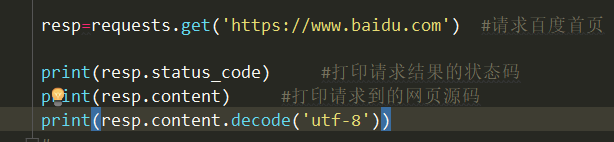 resp=requests.get('https://www.baidu.com')  #请求百度首页
print(resp.status_code)     #打印请求结果的状态码
print(resp.content)     #打印请求到的网页源码
print(resp.content.decode('utf-8'))